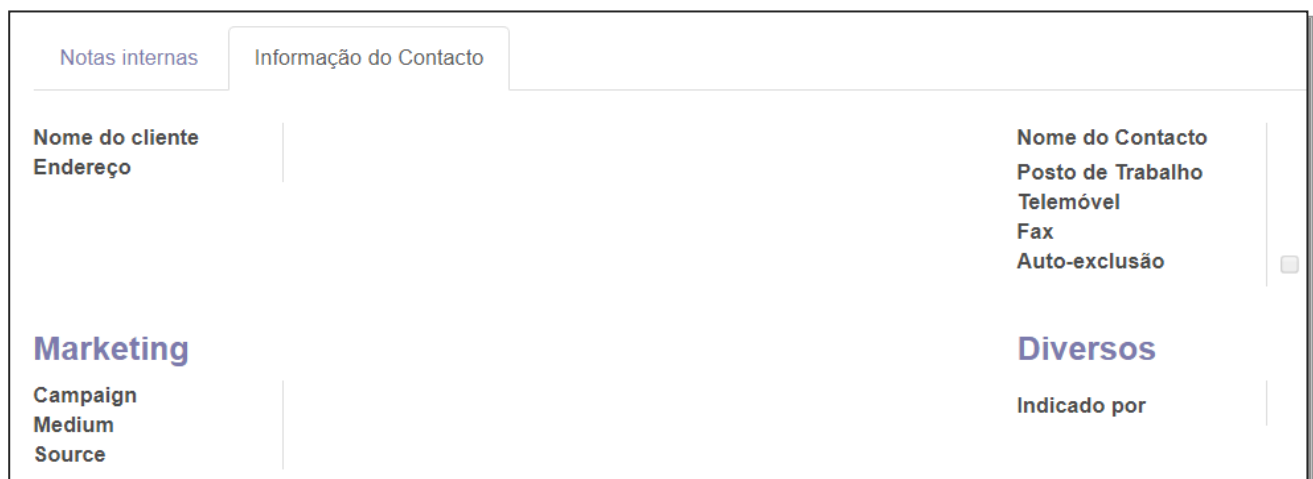 Notas internas
Informação do Contacto
Nome do cliente
Endereço
Nome do Contacto
Posto de Trabalho
Telemóvel
Fax
Auto-exclusão
Marketing
Campaign
Medium
Source
Diversos
Indicado por